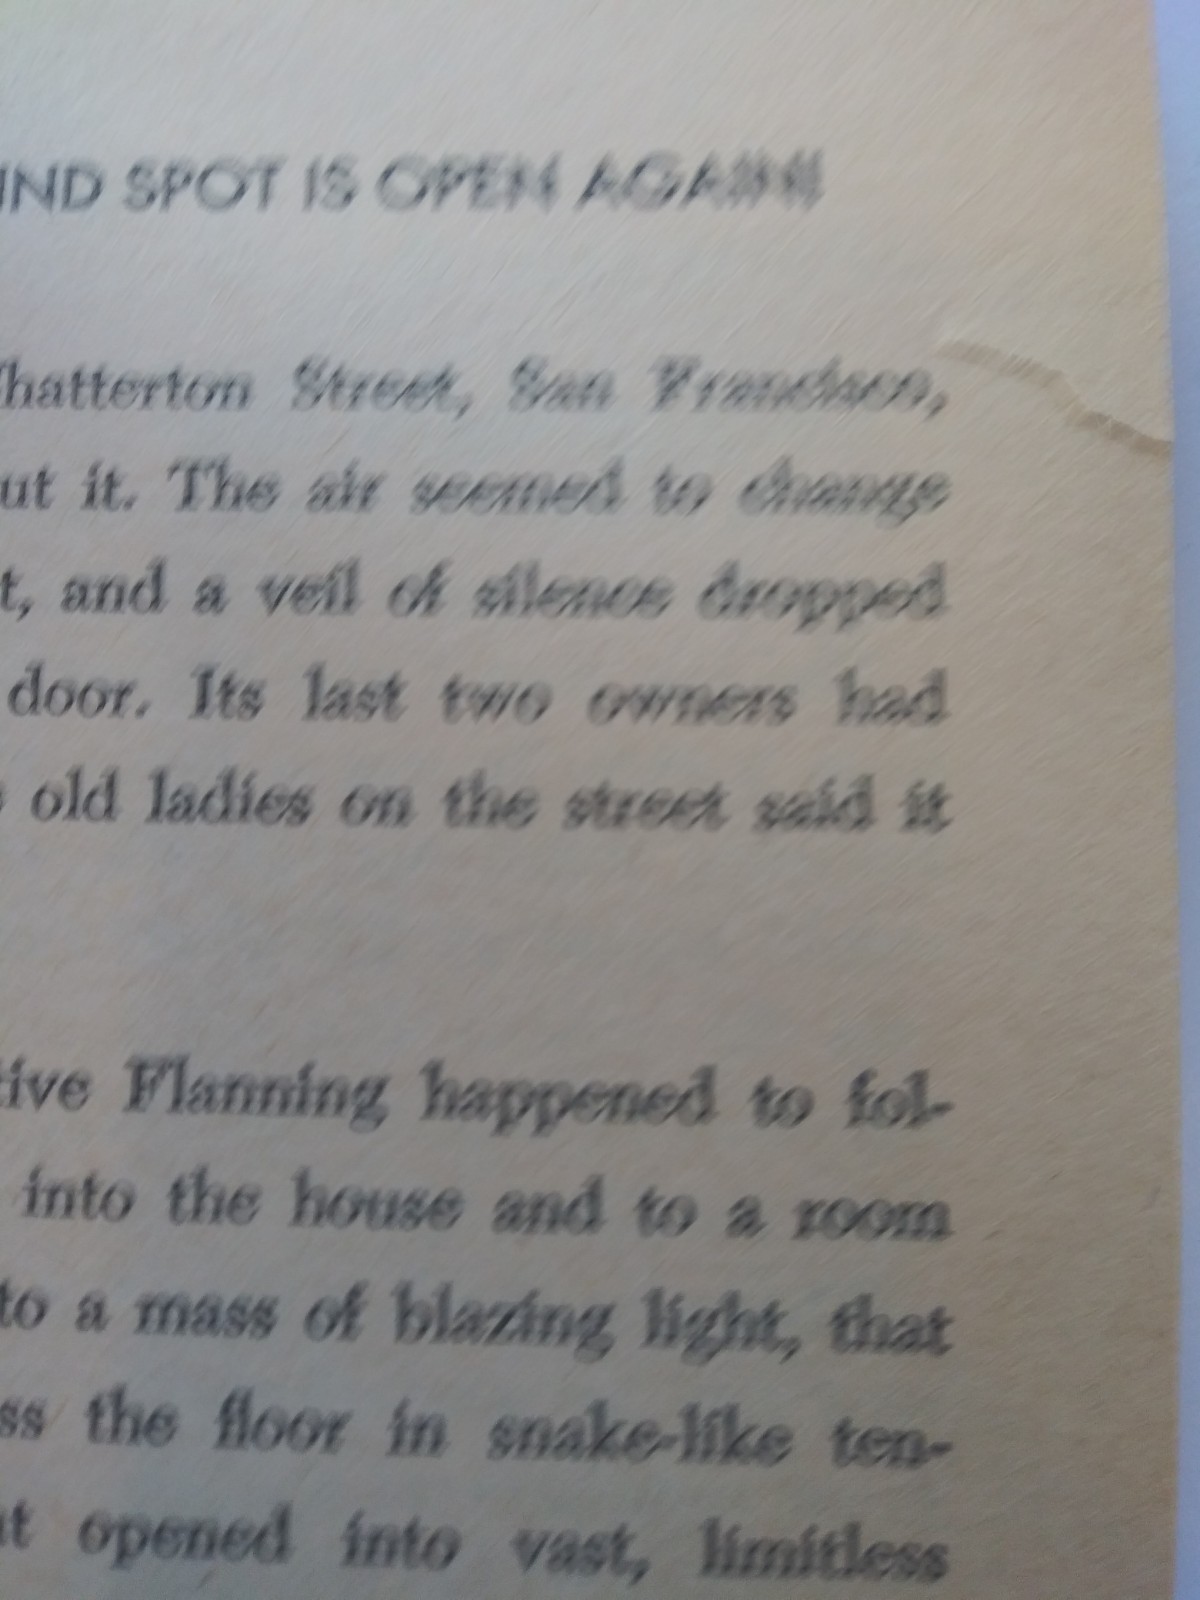 IND SPOT IS OPEN AGAIN!
hatterton Street, San Francisco,
ut it. The air seemed to change
t, and a veil of silence dropped
door. Its last two owners had
old ladies on the street said it
tive Planning happened to fol-
into the house and to a room
to a mass of blazing light, that
ss the floor in snake-like ten-
opened into vast, limitless